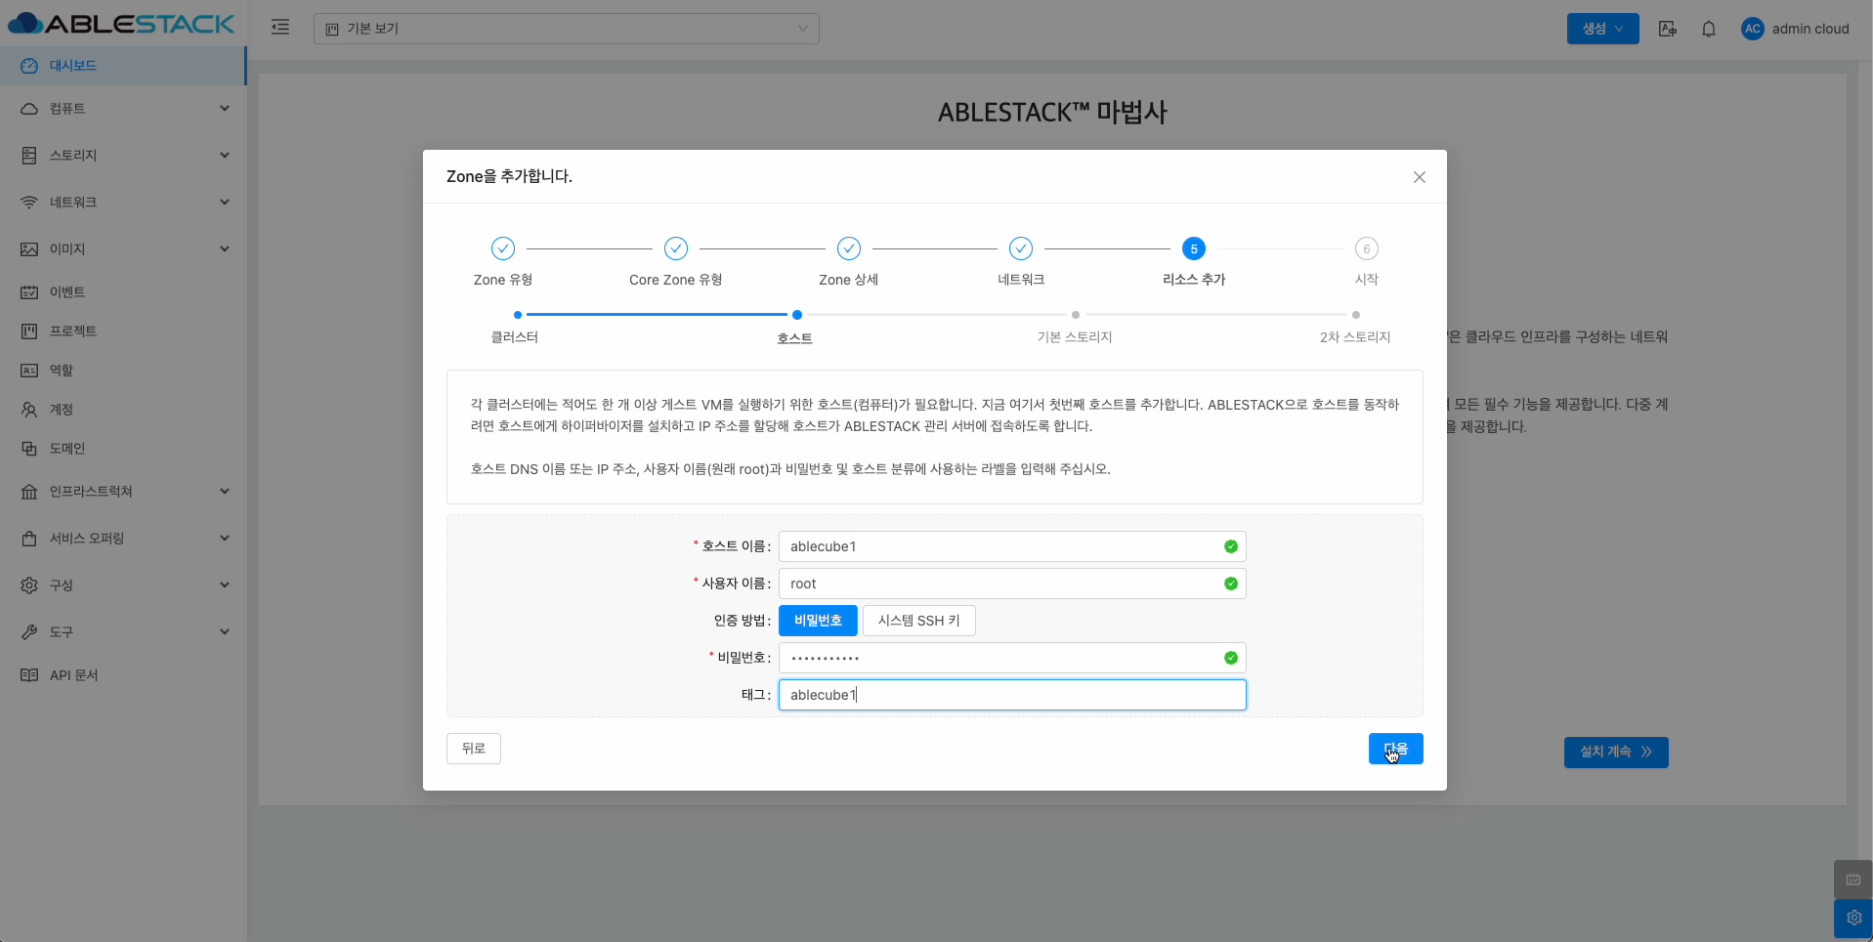 ABLESTACK
기본 보기
생성
AC
admin cloud
대시보드
컴퓨트
스토리지
네트워크
이미지
이벤트
프로젝트
역할
계정
도메인
인프라스트럭쳐
서비스 오퍼링
구성
도구
API 문서
ABLESTACK™ 마법사
Zone을 추가합니다.
5
6
Zone 유형
Core Zone 유형
Zone 상세
네트워크
리소스 추가
시작
클러스터
호스트
기본 스토리지
2차 스토리지
은 클라우드 인프라를 구성하는 네트워
각 클러스터에는 적어도 한 개 이상 게스트 VM를 실행하기 위한 호스트(컴퓨터)가 필요합니다. 지금 여기서 첫번째 호스트를 추가합니다. ABLESTACK으로 호스트를 동작하
려면 호스트에게 하이퍼바이저를 설치하고 IP 주소를 할당해 호스트가 ABLESTACK 관리 서버에 접속하도록 합니다.
모든 필수 기능을 제공합니다. 다중 계
을 제공합니다.
호스트 DNS 이름 또는 IP 주소, 사용자 이름(원래 root)과 비밀번호 및 호스트 분류에 사용하는 라벨을 입력해 주십시오.
* 호스트 이름 : ablecube1
* 사용자 이름 : root
인증 방법 : 비밀번호 시스템 SSH 키
* 비밀번호 : •••••••••••
태그 : ablecube1
뒤로
다음
설치 계속